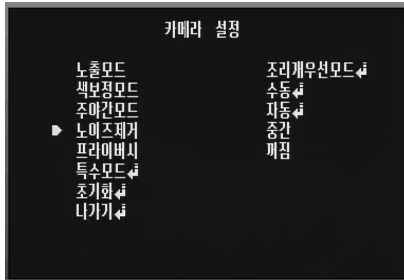 카메라 설정
노출모드 조리개우선모드↲
색보정모드 수동↲
주야간모드 자동↲
노이즈제거 중간
프라이버시 꺼짐
특수모드↲
초기화↲
나가기↲